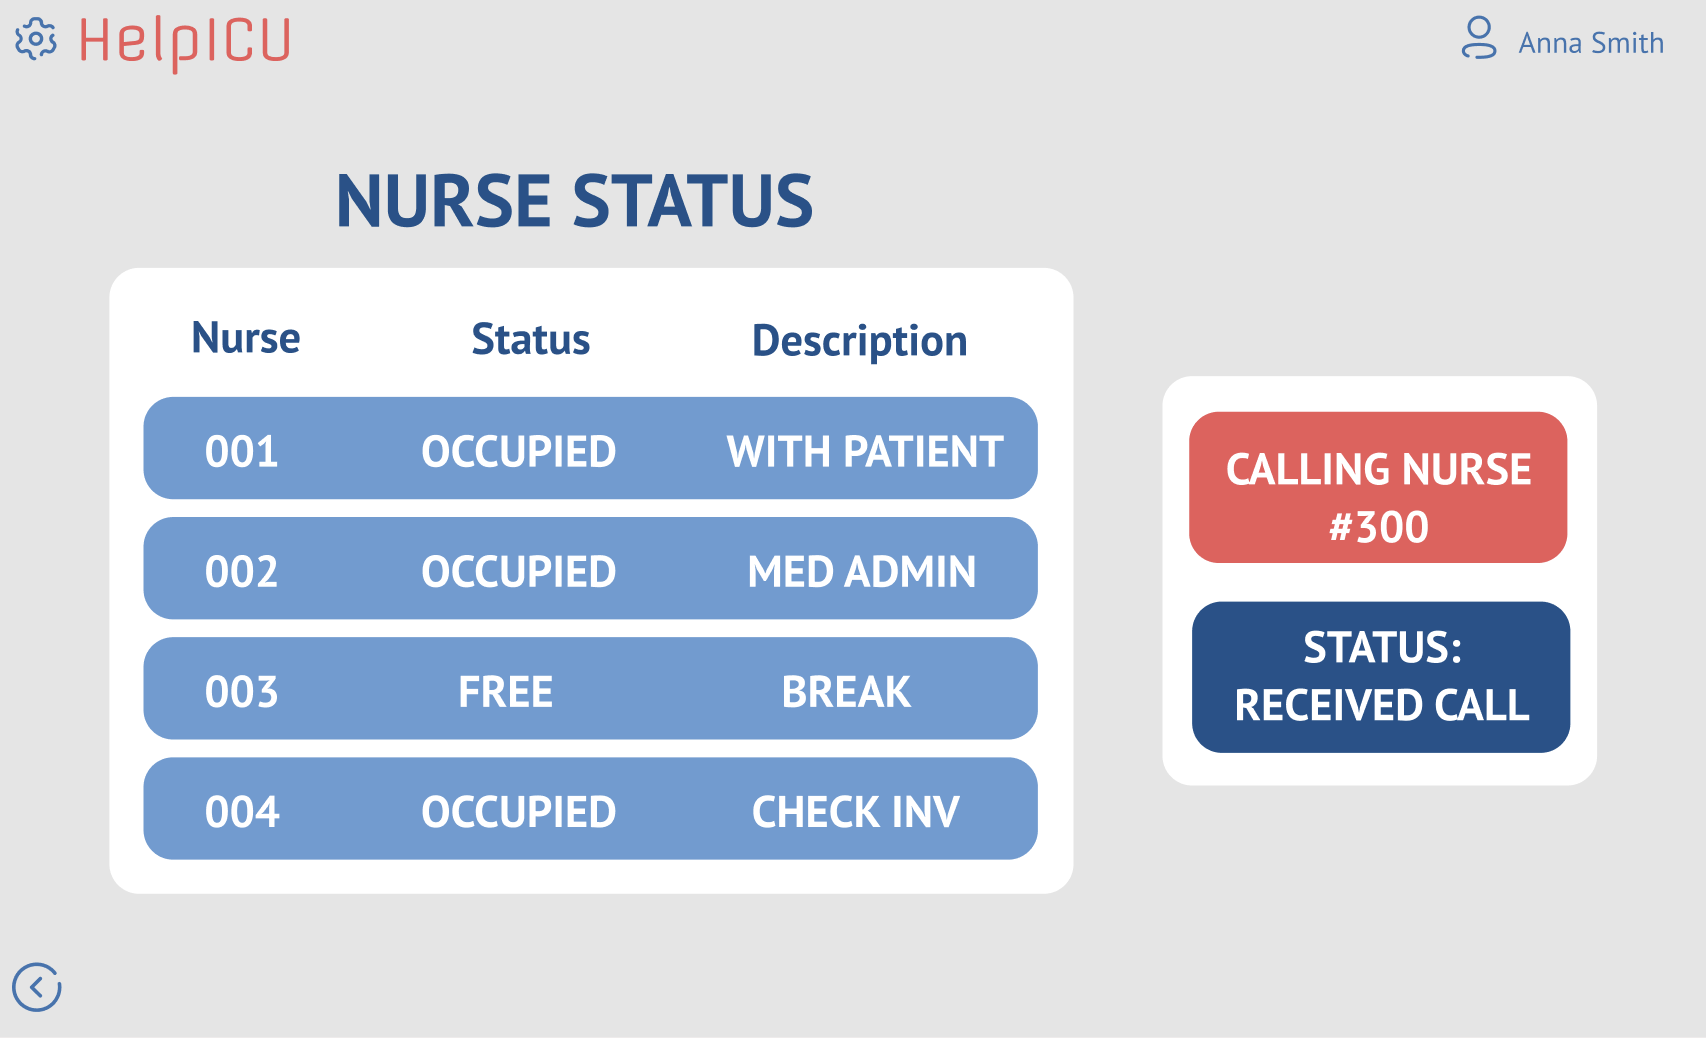 HelpICU
Anna Smith
NURSE STATUS
Nurse Status Description
001 OCCUPIED WITH PATIENT
002 OCCUPIED MED ADMIN
003 FREE BREAK
004 OCCUPIED CHECK INV
CALLING NURSE
#300
STATUS:
RECEIVED CALL